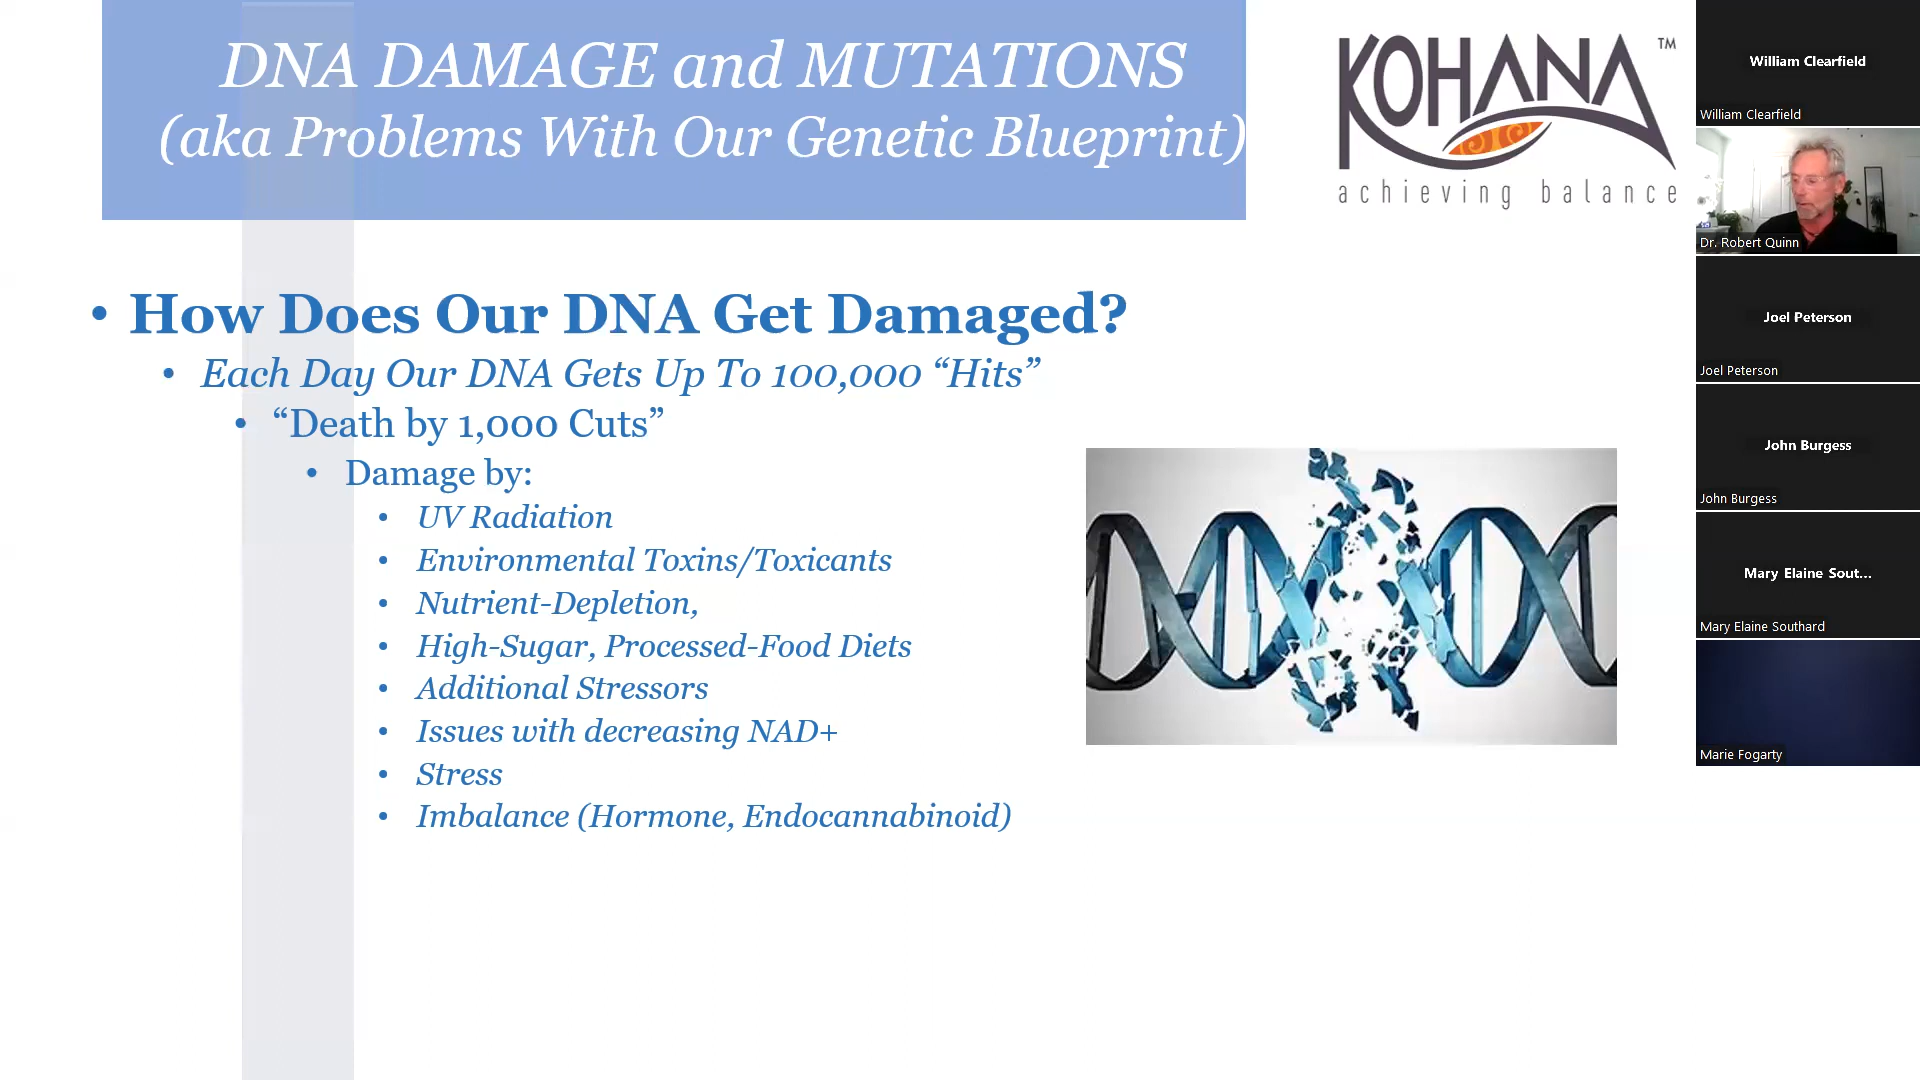 DNA DAMAGE and MUTATIONS
(aka Problems With Our Genetic Blueprint)
KOHANA™
achieving balance
• How Does Our DNA Get Damaged?
• Each Day Our DNA Gets Up To 100,000 “Hits”
• “Death by 1,000 Cuts”
• Damage by:
• UV Radiation
• Environmental Toxins/Toxicants
• Nutrient-Depletion,
• High-Sugar, Processed-Food Diets
• Additional Stressors
• Issues with decreasing NAD+
• Stress
• Imbalance (Hormone, Endocannabinoid)
William Clearfield
William Clearfield
Dr. Robert Quinn
Joel Peterson
Joel Peterson
John Burgess
John Burgess
Mary Elaine Sout...
Mary Elaine Southard
Marie Fogarty